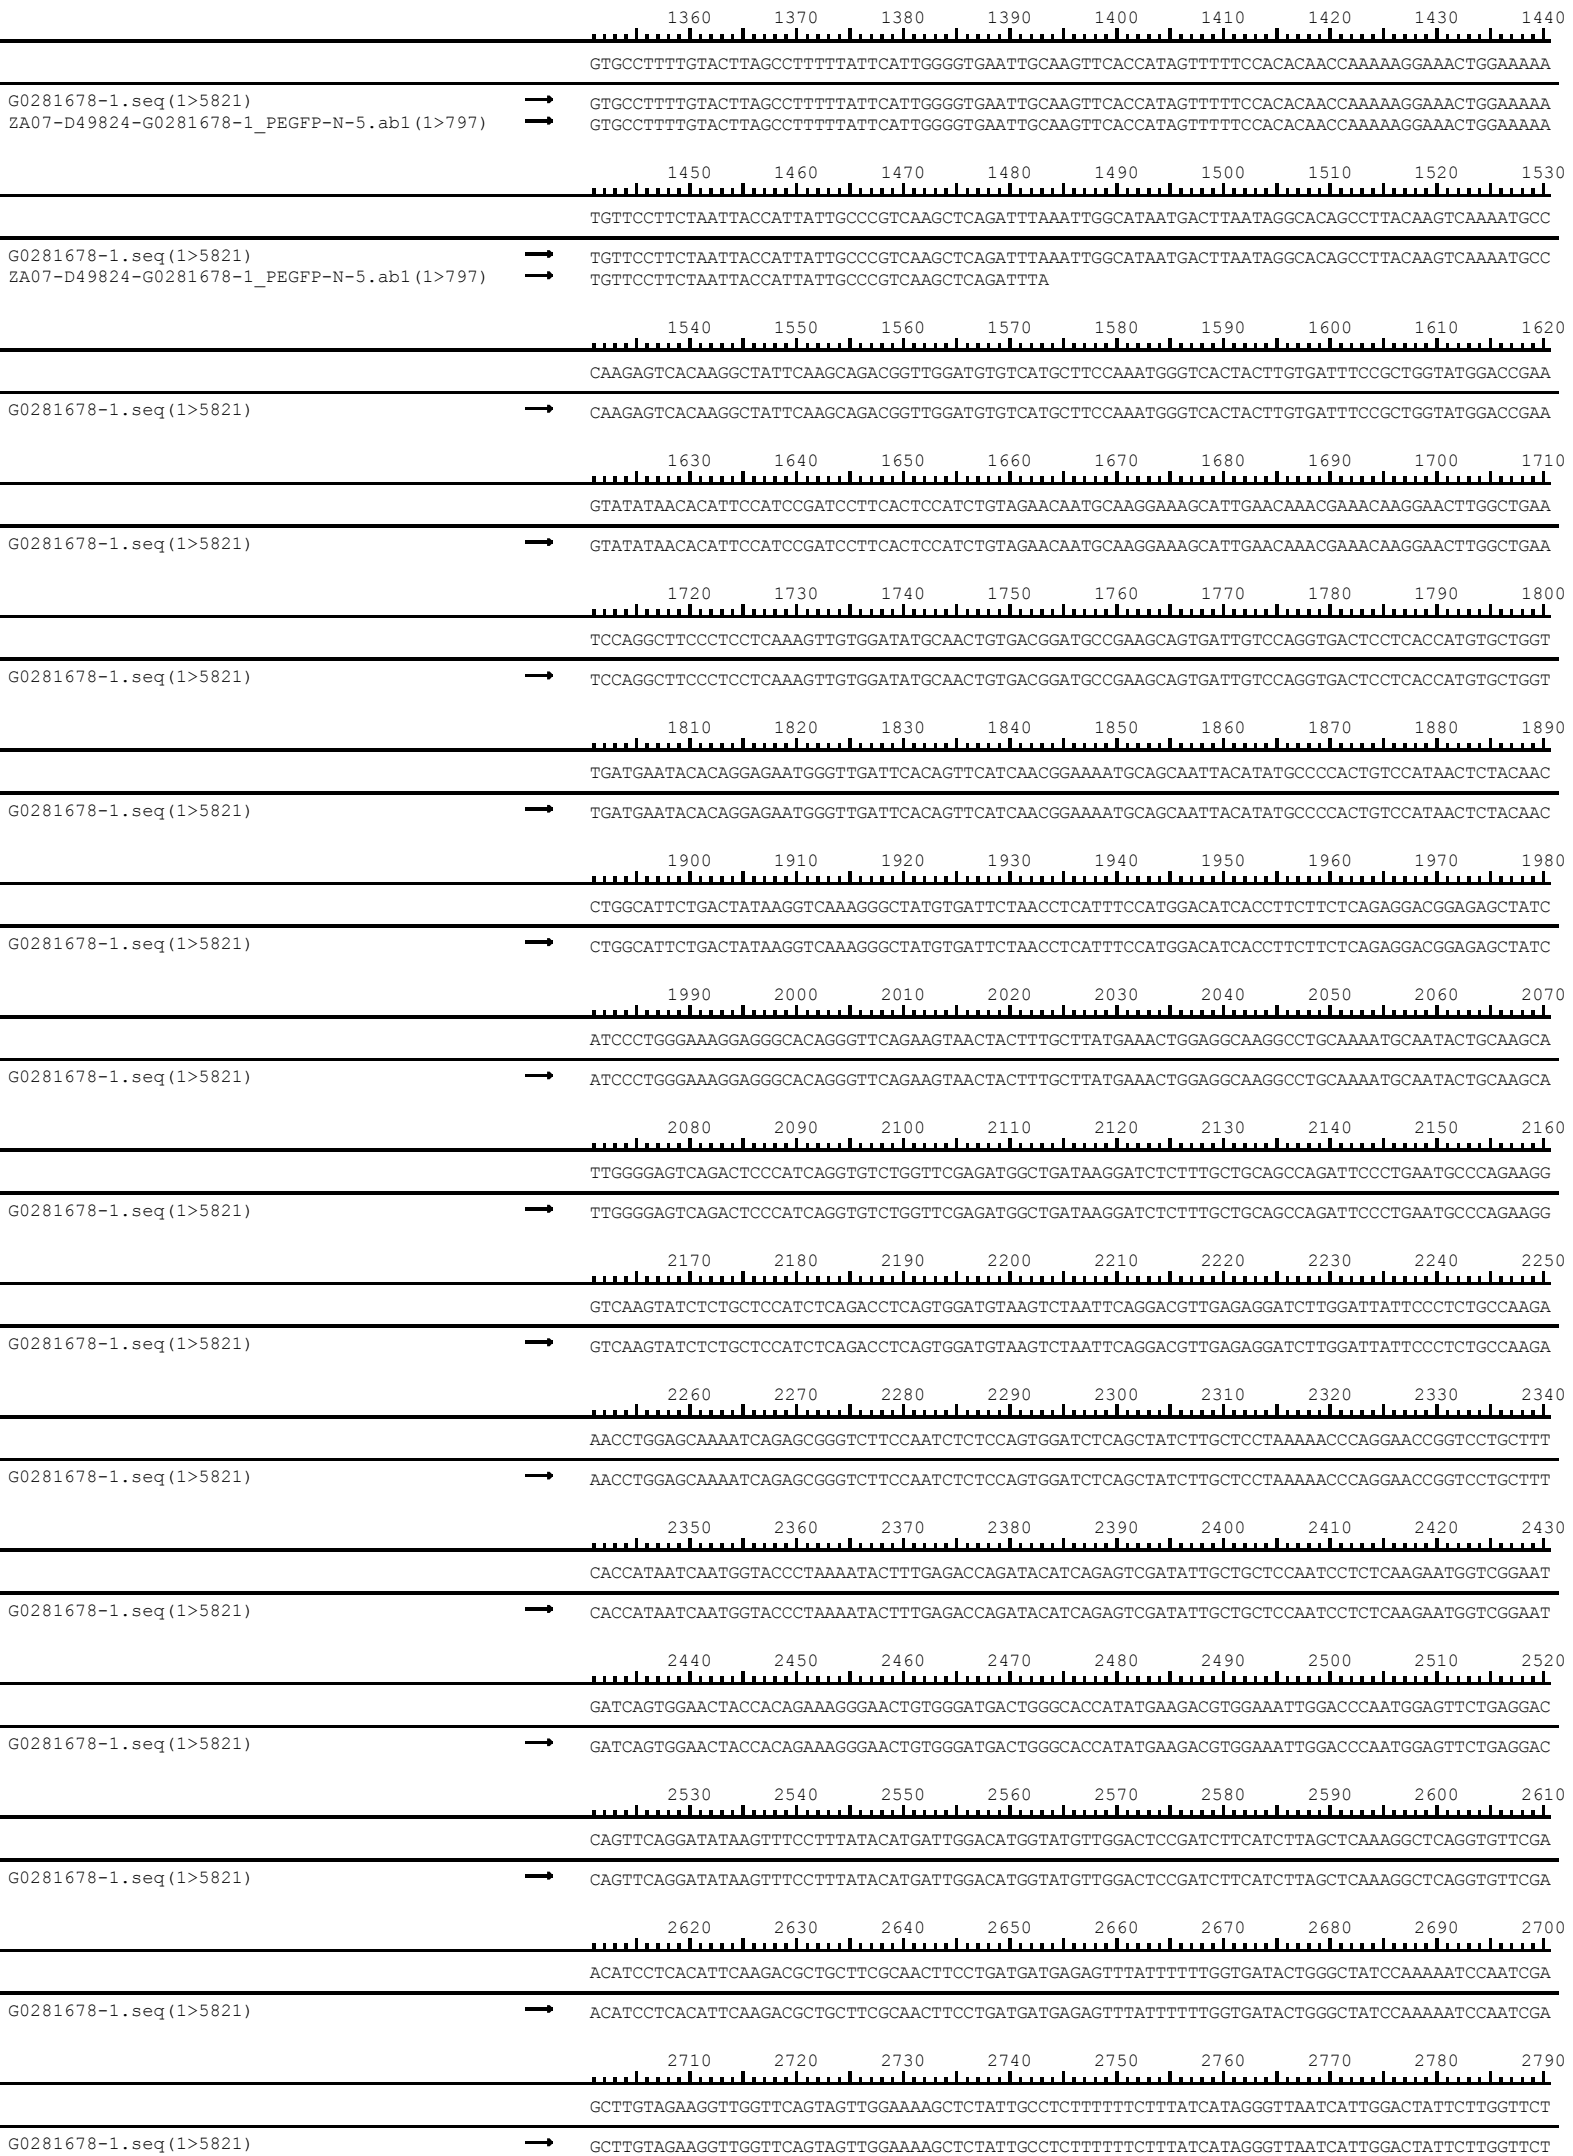 1360 1370 1380 1390 1400 1410 1420 1430 1440
GTGCCTTTTGTACTTAGCCTTTTTATTCATTGGGGTGAATTGCAAGTTCACCATAGTTTTTCCACACAACCAAAAAGGAAACTGGAAAAA
G0281678-1.seq(1>5821) GTGCCTTTTGTACTTAGCCTTTTTATTCATTGGGGTGAATTGCAAGTTCACCATAGTTTTTCCACACAACCAAAAAGGAAACTGGAAAAA
ZA07-D49824-G0281678-1_PEGFP-N-5.ab1(1>797) GTGCCTTTTGTACTTAGCCTTTTTATTCATTGGGGTGAATTGCAAGTTCACCATAGTTTTTCCACACAACCAAAAAGGAAACTGGAAAAA
1450 1460 1470 1480 1490 1500 1510 1520 1530
TGTTCCTTCTAATTACCATTATTGCCCGTCAAGCTCAGATTTAAATTGGCATAATGACTTAATAGGCACAGCCTTACAAGTCAAAATGCC
G0281678-1.seq(1>5821) TGTTCCTTCTAATTACCATTATTGCCCGTCAAGCTCAGATTTAAATTGGCATAATGACTTAATAGGCACAGCCTTACAAGTCAAAATGCC
ZA07-D49824-G0281678-1_PEGFP-N-5.ab1(1>797) TGTTCCTTCTAATTACCATTATTGCCCGTCAAGCTCAGATTTA
1540 1550 1560 1570 1580 1590 1600 1610 1620
CAAGAGTCACAAGGCTATTCAAGCAGACGGTTGGATGTGTCATGCTTCCAAATGGGTCACTACTTGTGATTTCCGCTGGTATGGACCGAA
G0281678-1.seq(1>5821) CAAGAGTCACAAGGCTATTCAAGCAGACGGTTGGATGTGTCATGCTTCCAAATGGGTCACTACTTGTGATTTCCGCTGGTATGGACCGAA
1630 1640 1650 1660 1670 1680 1690 1700 1710
GTATATAACACATTCCATCCGATCCTTCACTCCATCTGTAGAACAATGCAAGGAAAGCATTGAACAAACGAAACAAGGAACTTGGCTGAA
G0281678-1.seq(1>5821) GTATATAACACATTCCATCCGATCCTTCACTCCATCTGTAGAACAATGCAAGGAAAGCATTGAACAAACGAAACAAGGAACTTGGCTGAA
1720 1730 1740 1750 1760 1770 1780 1790 1800
TCCAGGCTTCCCTCCTCAAAGTTGTGGATATGCAACTGTGACGGATGCCGAAGCAGTGATTGTCCAGGTGACTCCTCACCATGTGCTGGT
G0281678-1.seq(1>5821) TCCAGGCTTCCCTCCTCAAAGTTGTGGATATGCAACTGTGACGGATGCCGAAGCAGTGATTGTCCAGGTGACTCCTCACCATGTGCTGGT
1810 1820 1830 1840 1850 1860 1870 1880 1890
TGATGAATACACAGGAGAATGGGTTGATTCACAGTTCATCAACGGAAAATGCAGCAATTACATATGCCCCACTGTCCATAACTCTACAAC
G0281678-1.seq(1>5821) TGATGAATACACAGGAGAATGGGTTGATTCACAGTTCATCAACGGAAAATGCAGCAATTACATATGCCCCACTGTCCATAACTCTACAAC
1900 1910 1920 1930 1940 1950 1960 1970 1980
CTGGCATTCTGACTATAAGGTCAAAGGGCTATGTGATTCTAACCTCATTTCCATGGACATCACCTTCTTCTCAGAGGACGGAGAGCTATC
G0281678-1.seq(1>5821) CTGGCATTCTGACTATAAGGTCAAAGGGCTATGTGATTCTAACCTCATTTCCATGGACATCACCTTCTTCTCAGAGGACGGAGAGCTATC
1990 2000 2010 2020 2030 2040 2050 2060 2070
ATCCCTGGGAAAGGAGGGCACAGGGTTCAGAAGTAACTACTTTGCTTATGAAACTGGAGGCAAGGCCTGCAAAATGCAATACTGCAAGCA
G0281678-1.seq(1>5821) ATCCCTGGGAAAGGAGGGCACAGGGTTCAGAAGTAACTACTTTGCTTATGAAACTGGAGGCAAGGCCTGCAAAATGCAATACTGCAAGCA
2080 2090 2100 2110 2120 2130 2140 2150 2160
TTGGGGAGTCAGACTCCCATCAGGTGTCTGGTTCGAGATGGCTGATAAGGATCTCTTTGCTGCAGCCAGATTCCCTGAATGCCCAGAAGG
G0281678-1.seq(1>5821) TTGGGGAGTCAGACTCCCATCAGGTGTCTGGTTCGAGATGGCTGATAAGGATCTCTTTGCTGCAGCCAGATTCCCTGAATGCCCAGAAGG
2170 2180 2190 2200 2210 2220 2230 2240 2250
GTCAAGTATCTCTGCTCCATCTCAGACCTCAGTGGATGTAAGTCTAATTCAGGACGTTGAGAGGATCTTGGATTATTCCCTCTGCCAAGA
G0281678-1.seq(1>5821) GTCAAGTATCTCTGCTCCATCTCAGACCTCAGTGGATGTAAGTCTAATTCAGGACGTTGAGAGGATCTTGGATTATTCCCTCTGCCAAGA
2260 2270 2280 2290 2300 2310 2320 2330 2340
AACCTGGAGCAAAATCAGAGCGGGTCTTCCAATCTCTCCAGTGGATCTCAGCTATCTTGCTCCTAAAAACCCAGGAACCGGTCCTGCTTT
G0281678-1.seq(1>5821) AACCTGGAGCAAAATCAGAGCGGGTCTTCCAATCTCTCCAGTGGATCTCAGCTATCTTGCTCCTAAAAACCCAGGAACCGGTCCTGCTTT
2350 2360 2370 2380 2390 2400 2410 2420 2430
CACCATAATCAATGGTACCCTAAAATACTTTGAGACCAGATACATCAGAGTCGATATTGCTGCTCCAATCCTCTCAAGAATGGTCGGAAT
G0281678-1.seq(1>5821) CACCATAATCAATGGTACCCTAAAATACTTTGAGACCAGATACATCAGAGTCGATATTGCTGCTCCAATCCTCTCAAGAATGGTCGGAAT
2440 2450 2460 2470 2480 2490 2500 2510 2520
GATCAGTGGAACTACCACAGAAAGGGAACTGTGGGATGACTGGGCACCATATGAAGACGTGGAAATTGGACCCAATGGAGTTCTGAGGAC
G0281678-1.seq(1>5821) GATCAGTGGAACTACCACAGAAAGGGAACTGTGGGATGACTGGGCACCATATGAAGACGTGGAAATTGGACCCAATGGAGTTCTGAGGAC
2530 2540 2550 2560 2570 2580 2590 2600 2610
CAGTTCAGGATATAAGTTTCCTTTATACATGATTGGACATGGTATGTTGGACTCCGATCTTCATCTTAGCTCAAAGGCTCAGGTGTTCGA
G0281678-1.seq(1>5821) CAGTTCAGGATATAAGTTTCCTTTATACATGATTGGACATGGTATGTTGGACTCCGATCTTCATCTTAGCTCAAAGGCTCAGGTGTTCGA
2620 2630 2640 2650 2660 2670 2680 2690 2700
ACATCCTCACATTCAAGACGCTGCTTCGCAACTTCCTGATGATGAGAGTTTATTTTTTGGTGATACTGGGCTATCCAAAAATCCAATCGA
G0281678-1.seq(1>5821) ACATCCTCACATTCAAGACGCTGCTTCGCAACTTCCTGATGATGAGAGTTTATTTTTTGGTGATACTGGGCTATCCAAAAATCCAATCGA
2710 2720 2730 2740 2750 2760 2770 2780 2790
GCTTGTAGAAGGTTGGTTCAGTAGTTGGAAAAGCTCTATTGCCTCTTTTTTCTTTATCATAGGGTTAATCATTGGACTATTCTTGGTTCT
G0281678-1.seq(1>5821) GCTTGTAGAAGGTTGGTTCAGTAGTTGGAAAAGCTCTATTGCCTCTTTTTTCTTTATCATAGGGTTAATCATTGGACTATTCTTGGTTCT